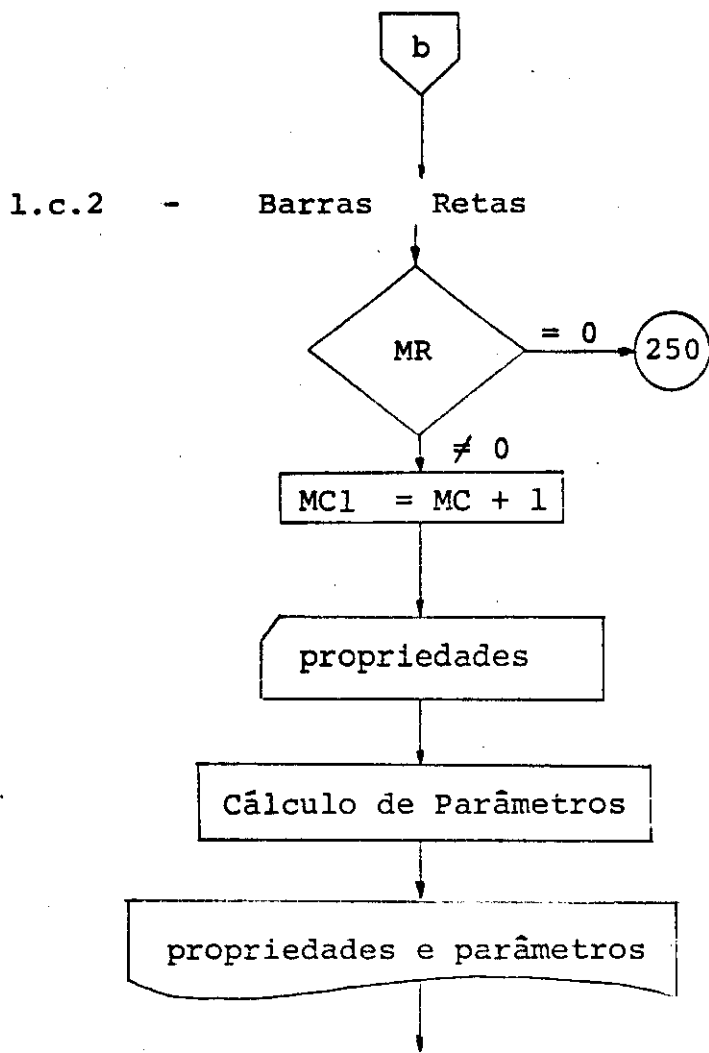 b
1.c.2 - Barras Retas
MR
= 0
250
≠ 0
MC1 = MC + 1
propriedades
Cálculo de Parâmetros
propriedades e parâmetros